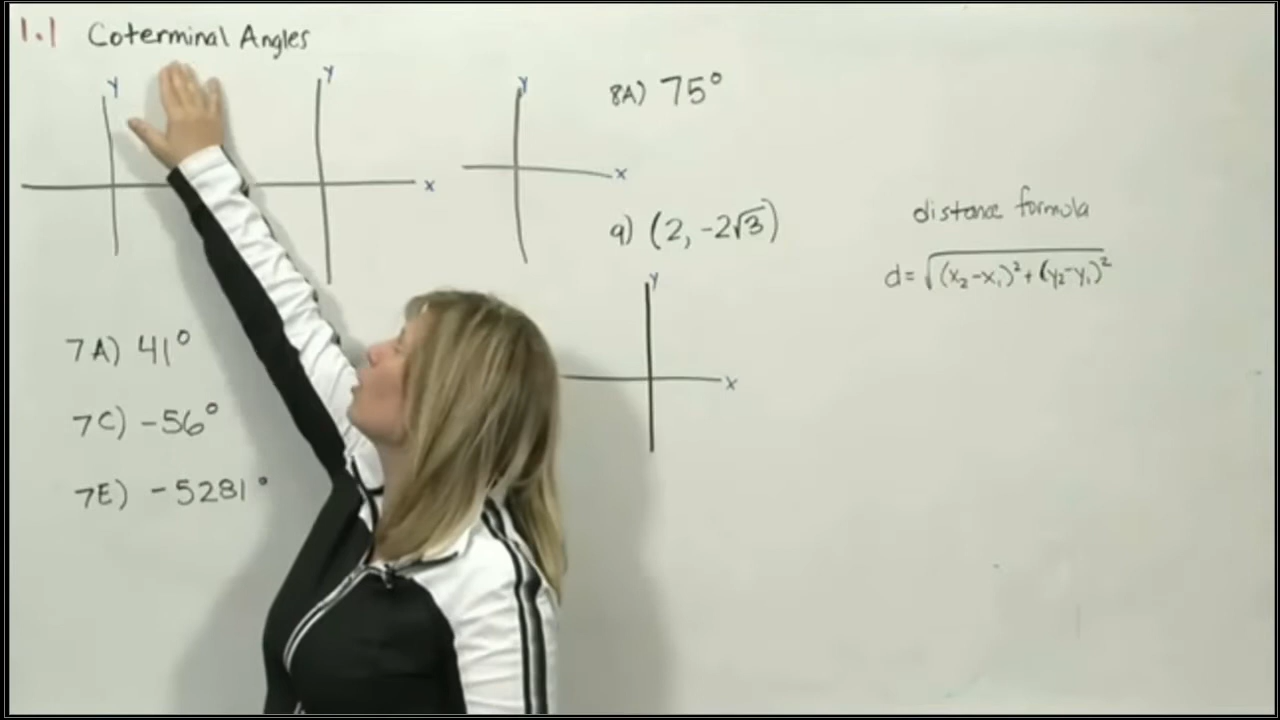 1.1 Coterminal Angles
y
y
x
y
x
8A) 75°
9) (2, -2√3)
y
x
distance formula
d = √(x₂-x₁)² + (y₂-y₁)²
7A) 41°
7C) -56°
7E) -5281°